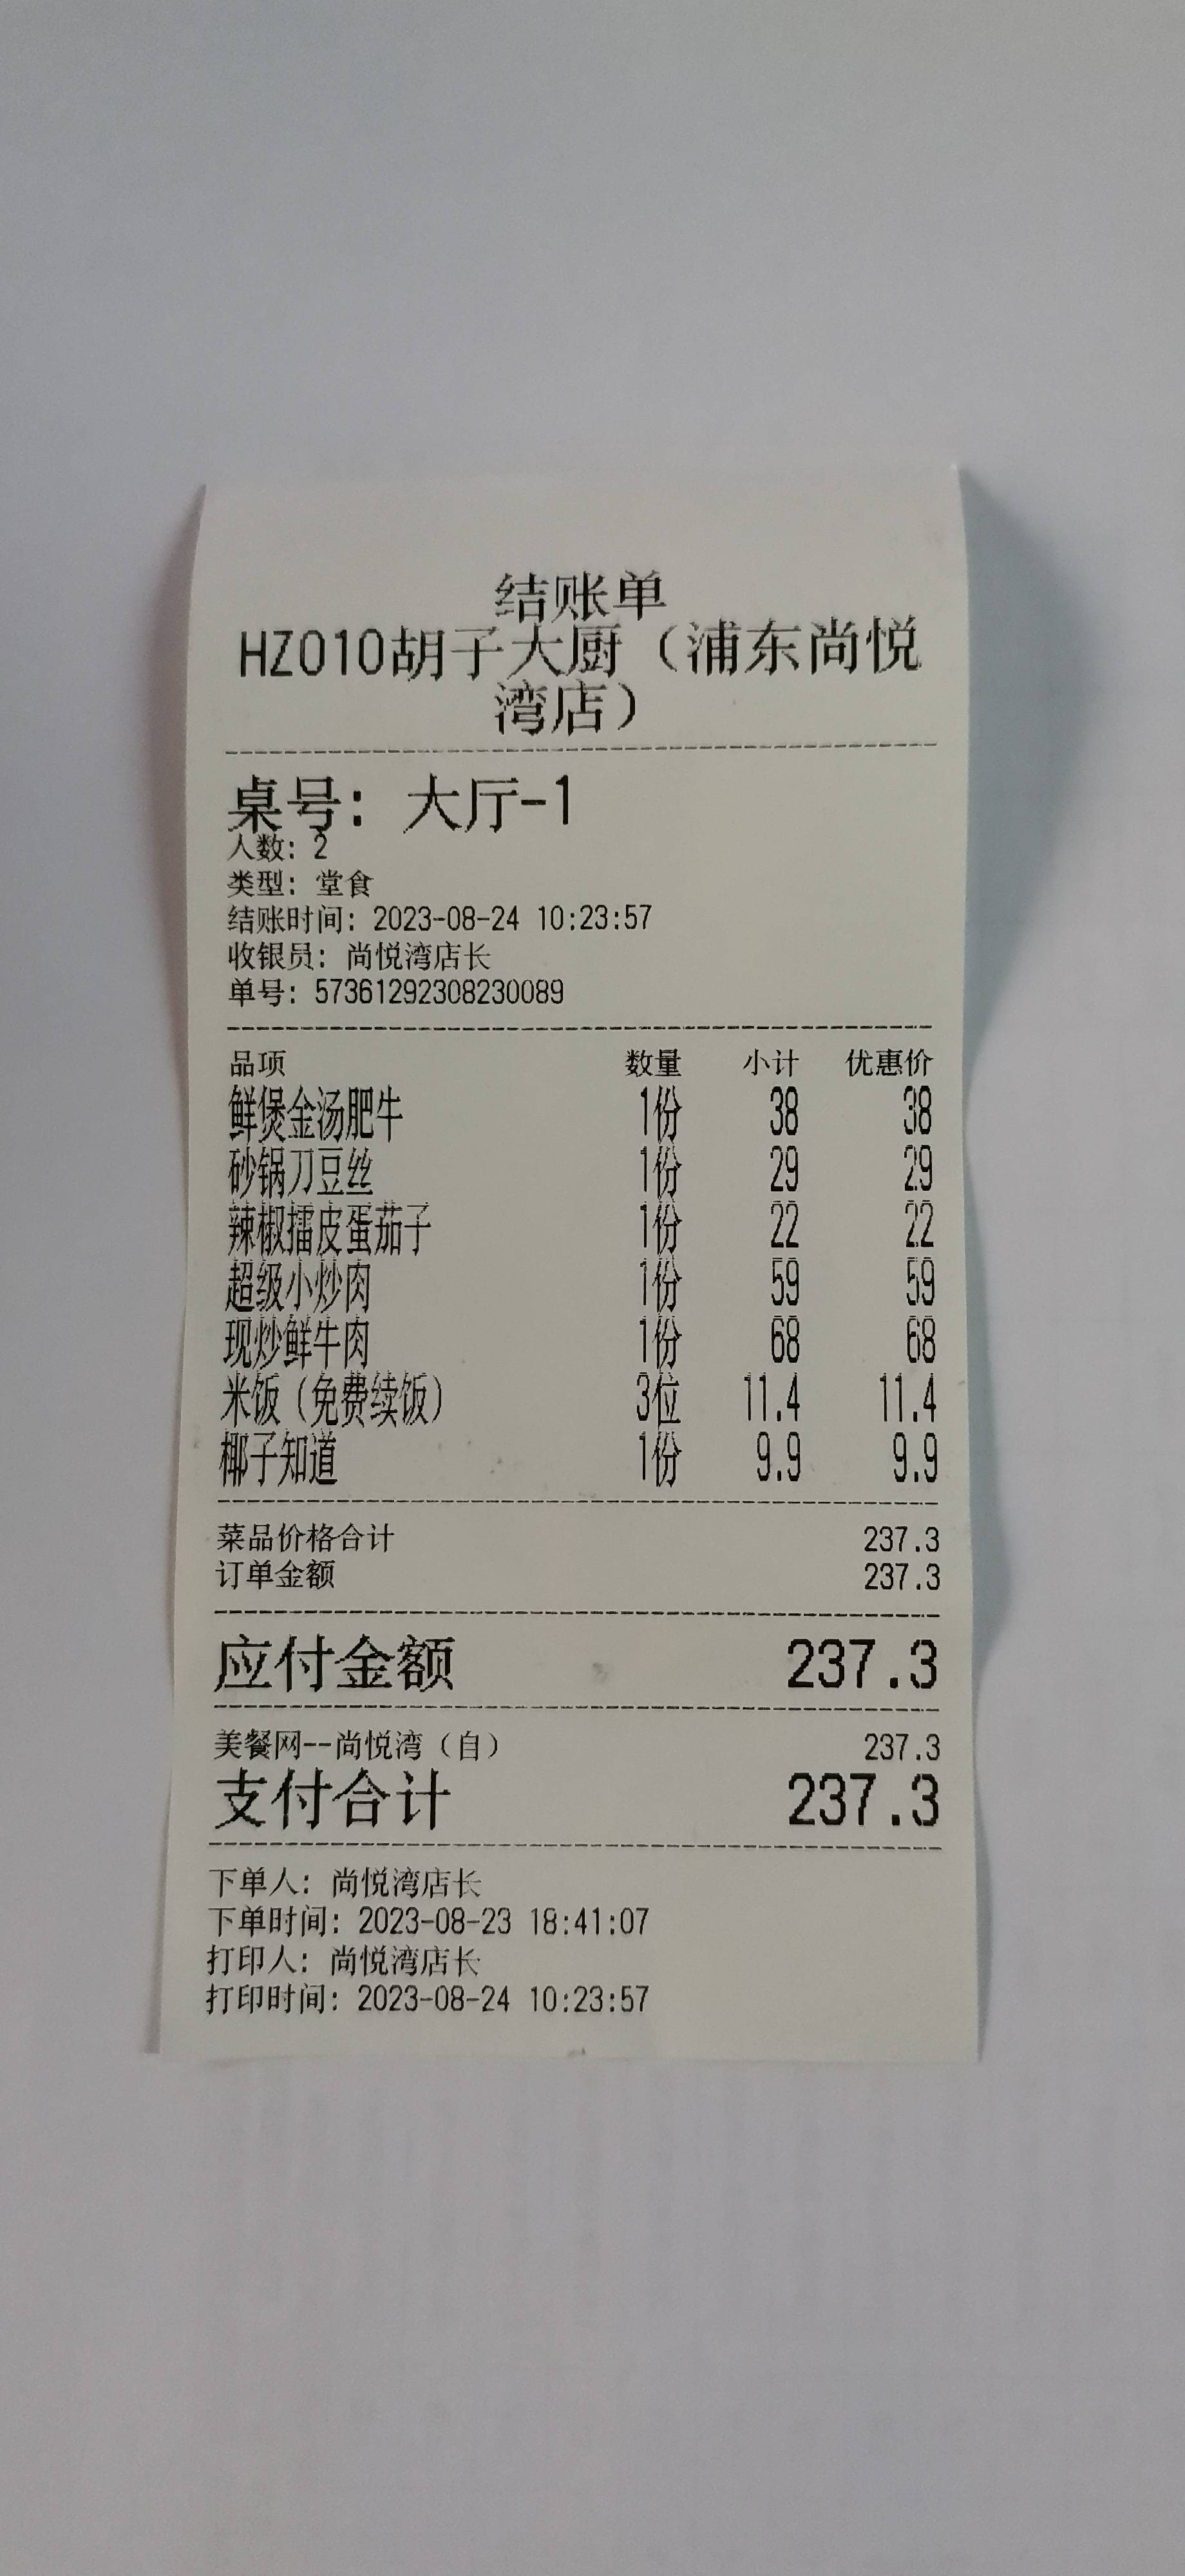 结账单
HZ010胡子大厨（浦东尚悦
湾店）
桌号：大厅-1
人数：2
类型：堂食
结账时间：2023-08-24 10:23:57
收银员：尚悦湾店长
单号：573612922308230089
品项 数量 小计 优惠价
鲜煲金汤肥牛 1份 38 38
砂锅刀豆丝 1份 29 29
辣椒擂皮蛋茄子 1份 22 22
超级小炒肉 1份 59 59
现炒鲜牛肉 1份 68 68
米饭（免费续饭） 3位 11.4 11.4
椰子知道 1份 9.9 9.9
菜品价格合计 237.3
订单金额 237.3
应付金额 237.3
美餐网--尚悦湾（自） 237.3
支付合计 237.3
下单人：尚悦湾店长
下单时间：2023-08-23 18:41:07
打印人：尚悦湾店长
打印时间：2023-08-24 10:23:57